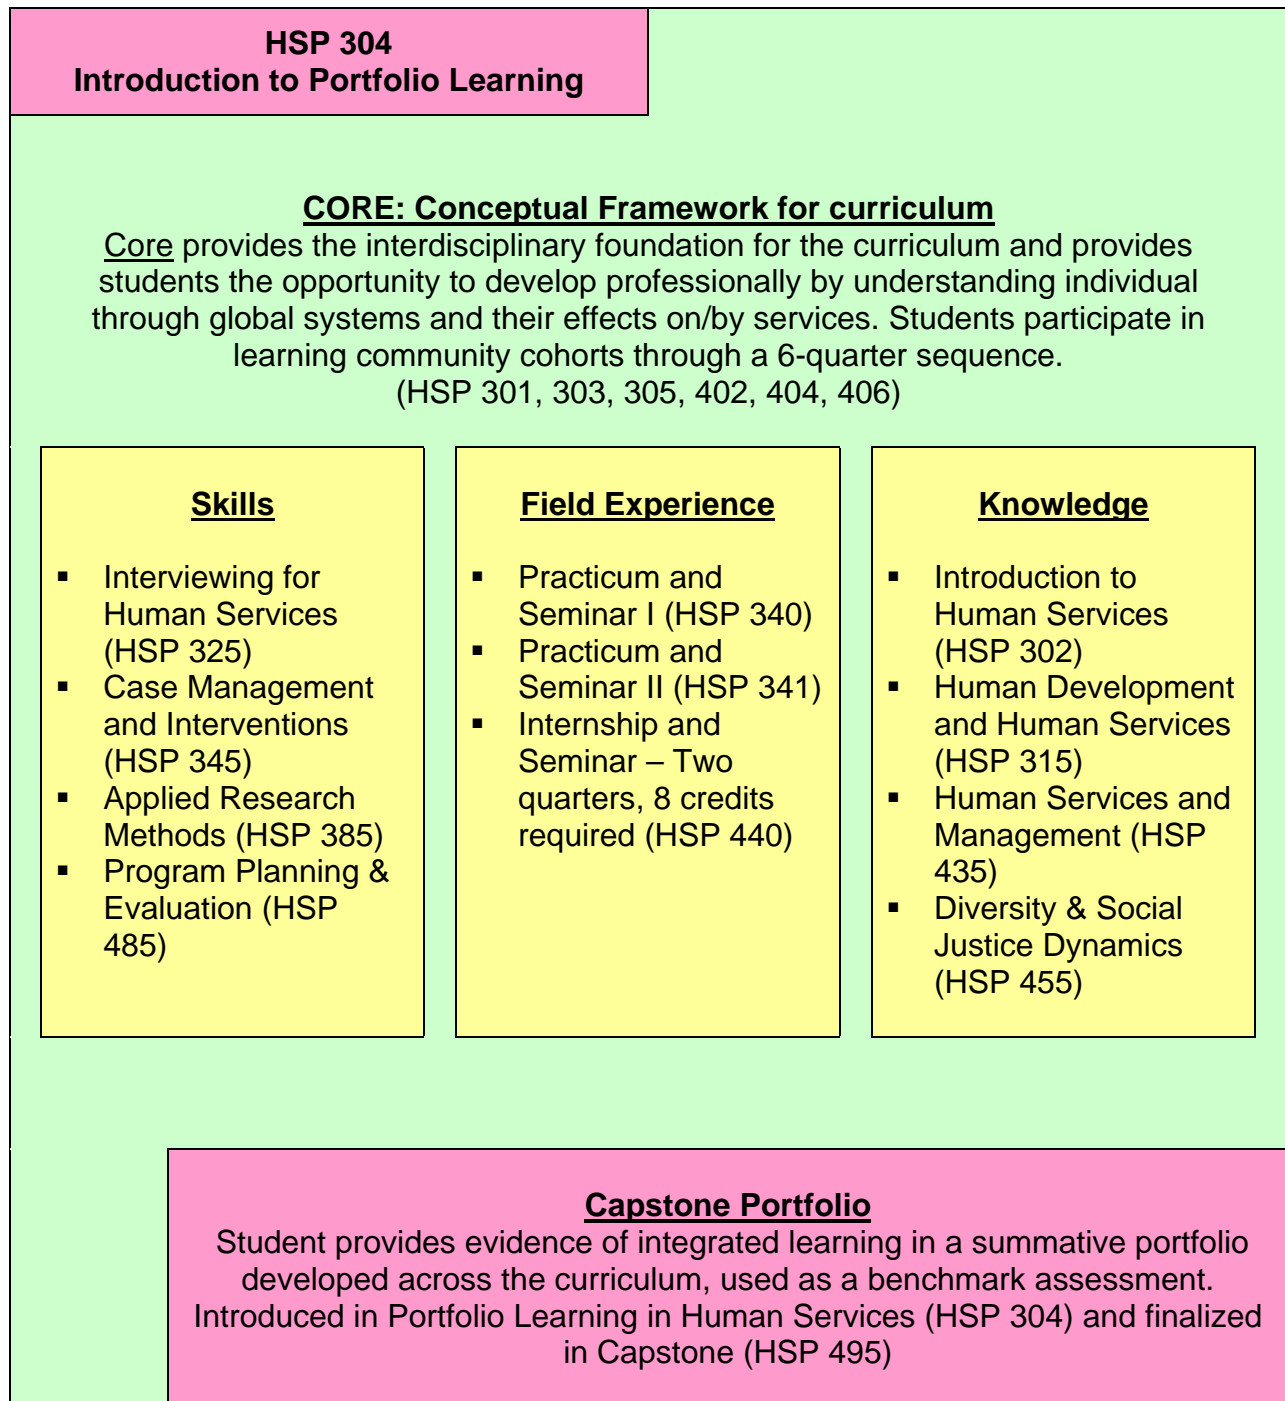 HSP 304
Introduction to Portfolio Learning
CORE: Conceptual Framework for curriculum
Core provides the interdisciplinary foundation for the curriculum and provides
students the opportunity to develop professionally by understanding individual
through global systems and their effects on/by services. Students participate in
learning community cohorts through a 6-quarter sequence.
(HSP 301, 303, 305, 402, 404, 406)
Skills
▪ Interviewing for
Human Services
(HSP 325)
▪ Case Management
and Interventions
(HSP 345)
▪ Applied Research
Methods (HSP 385)
▪ Program Planning &
Evaluation (HSP
485)
Field Experience
▪ Practicum and
Seminar I (HSP 340)
▪ Practicum and
Seminar II (HSP 341)
▪ Internship and
Seminar – Two
quarters, 8 credits
required (HSP 440)
Knowledge
▪ Introduction to
Human Services
(HSP 302)
▪ Human Development
and Human Services
(HSP 315)
▪ Human Services and
Management (HSP
435)
▪ Diversity & Social
Justice Dynamics
(HSP 455)
Capstone Portfolio
Student provides evidence of integrated learning in a summative portfolio
developed across the curriculum, used as a benchmark assessment.
Introduced in Portfolio Learning in Human Services (HSP 304) and finalized
in Capstone (HSP 495)